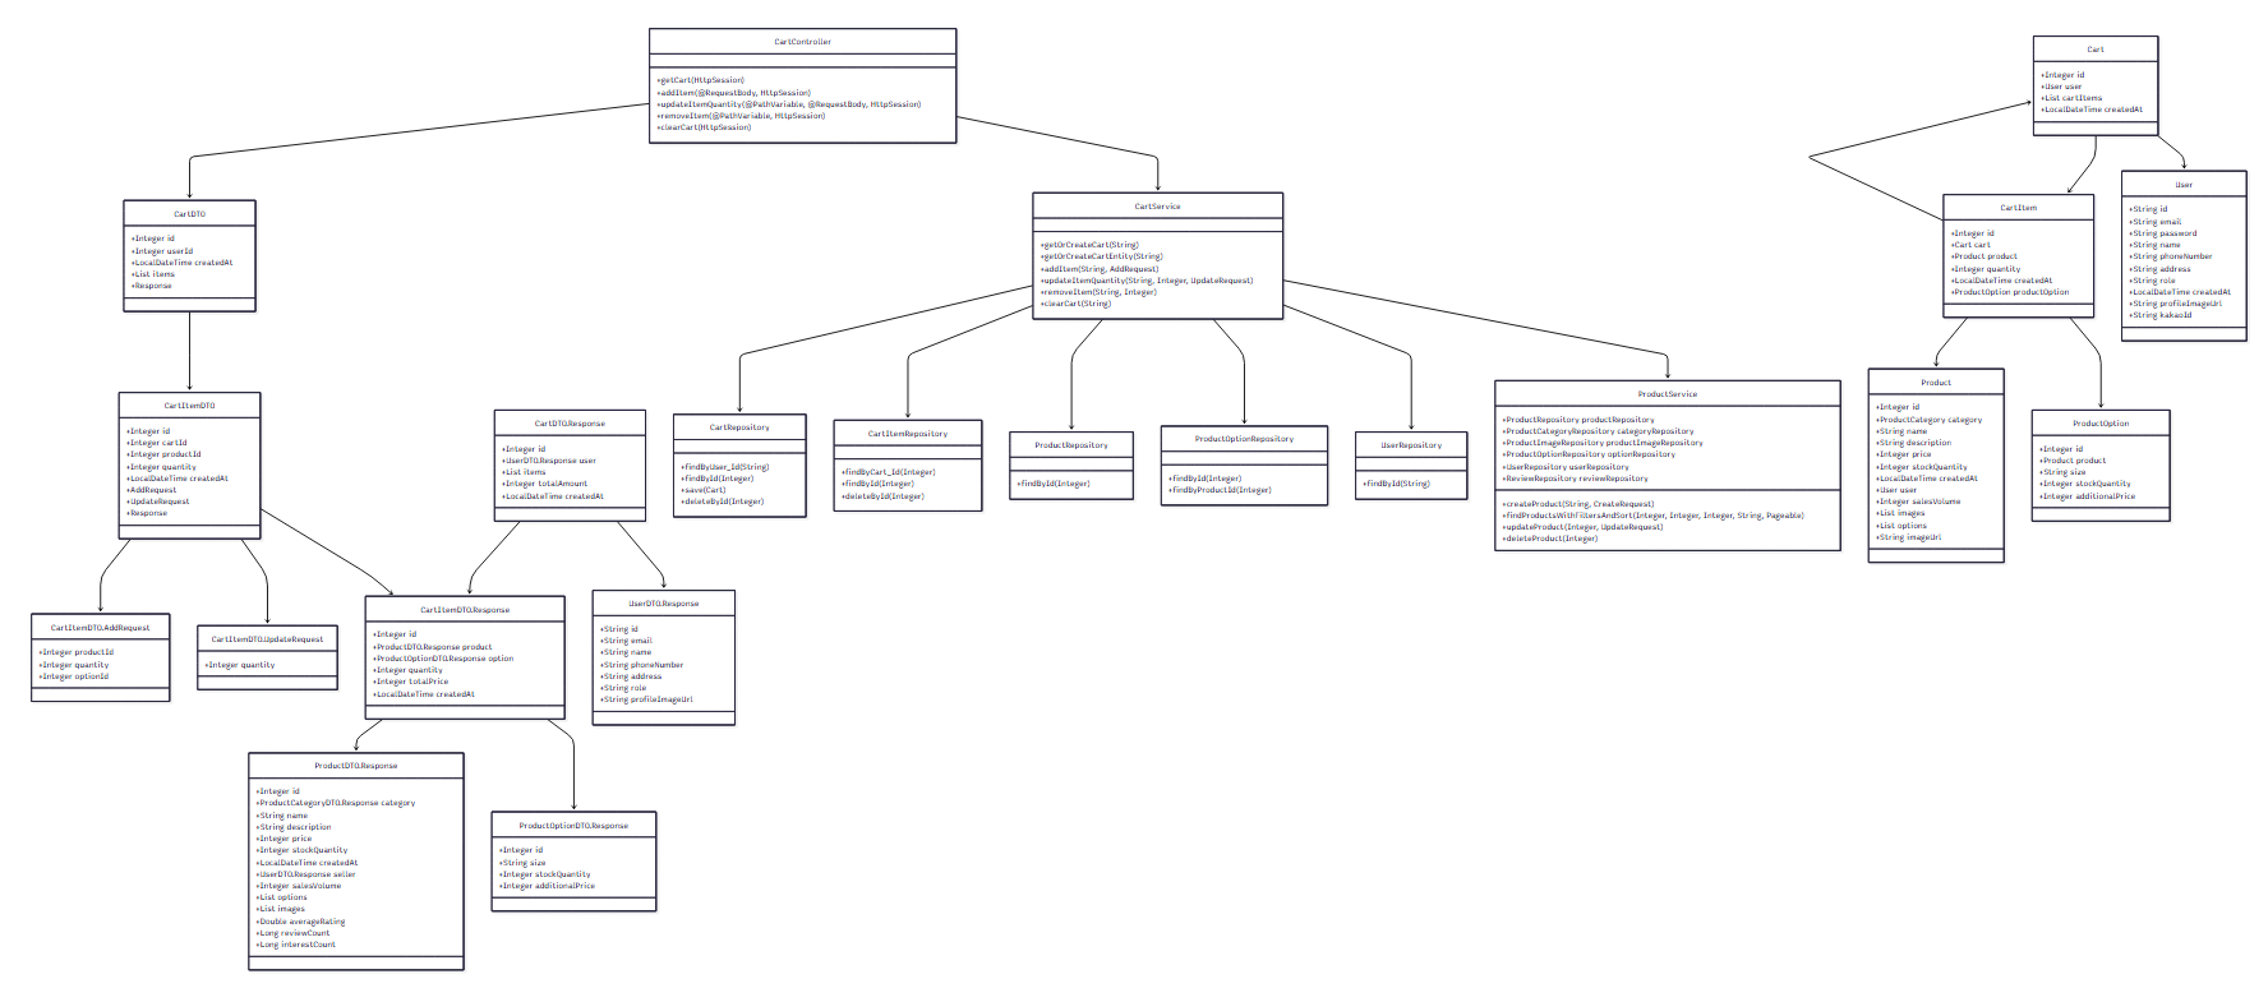 CartController
+getCart(HttpSession)
+addItem(@RequestBody, HttpSession)
+updateItemQuantity(@PathVariable, @RequestBody, HttpSession)
+removeItem(@PathVariable, HttpSession)
+clearCart(HttpSession)
Cart
+Integer id
+User user
+List cartItems
+LocalDateTime createdAt
CartDTO
+Integer id
+Integer userId
+LocalDateTime createdAt
+List items
+Response
CartService
+getOrCreateCart(String)
+getOrCreateCartEntity(String)
+addItem(String, AddRequest)
+updateItemQuantity(String, Integer, UpdateRequest)
+removeItem(String, Integer)
+clearCart(String)
CartItem
+Integer id
+Cart cart
+Product product
+Integer quantity
+LocalDateTime createdAt
+ProductOption productOption
User
+String id
+String email
+String password
+String name
+String phoneNumber
+String address
+String role
+LocalDateTime createdAt
+String profileImageUrl
+String kakaoId
CartItemDTO
+Integer id
+Integer cartId
+Integer productId
+Integer quantity
+LocalDateTime createdAt
+AddRequest
+UpdateRequest
+Response
CartDTO.Response
+Integer id
+UserDTO.Response user
+List items
+Integer totalAmount
+LocalDateTime createdAt
CartRepository
+findByUser_Id(String)
+findById(Integer)
+save(Cart)
+deleteById(Integer)
CartItemRepository
+findByCart_Id(Integer)
+findById(Integer)
+deleteById(Integer)
ProductRepository
+findById(Integer)
ProductOptionRepository
+findById(Integer)
+findByProductId(Integer)
UserRepository
+findById(String)
ProductService
+ProductRepository productRepository
+ProductCategoryRepository categoryRepository
+ProductImageRepository productImageRepository
+ProductOptionRepository optionRepository
+UserRepository userRepository
+ReviewRepository reviewRepository
+createProduct(String, CreateRequest)
+findProductsWithFiltersAndSort(Integer, Integer, Integer, String, Pageable)
+updateProduct(Integer, UpdateRequest)
+deleteProduct(Integer)
Product
+Integer id
+ProductCategory category
+String name
+String description
+Integer price
+Integer stockQuantity
+LocalDateTime createdAt
+User user
+Integer salesVolume
+List images
+List options
+String imageUrl
ProductOption
+Integer id
+Product product
+String size
+Integer stockQuantity
+Integer additionalPrice
CartItemDTO.AddRequest
+Integer productId
+Integer quantity
+Integer optionId
CartItemDTO.UpdateRequest
+Integer quantity
CartItemDTO.Response
+Integer id
+ProductDTO.Response product
+ProductOptionDTO.Response option
+Integer quantity
+Integer totalPrice
+LocalDateTime createdAt
UserDTO.Response
+String id
+String email
+String name
+String phoneNumber
+String address
+String role
+String profileImageUrl
ProductDTO.Response
+Integer id
+ProductCategoryDTO.Response category
+String name
+String description
+Integer price
+Integer stockQuantity
+LocalDateTime createdAt
+UserDTO.Response seller
+Integer salesVolume
+List options
+List images
+Double averageRating
+Long reviewCount
+Long interestCount
ProductOptionDTO.Response
+Integer id
+String size
+Integer stockQuantity
+Integer additionalPrice